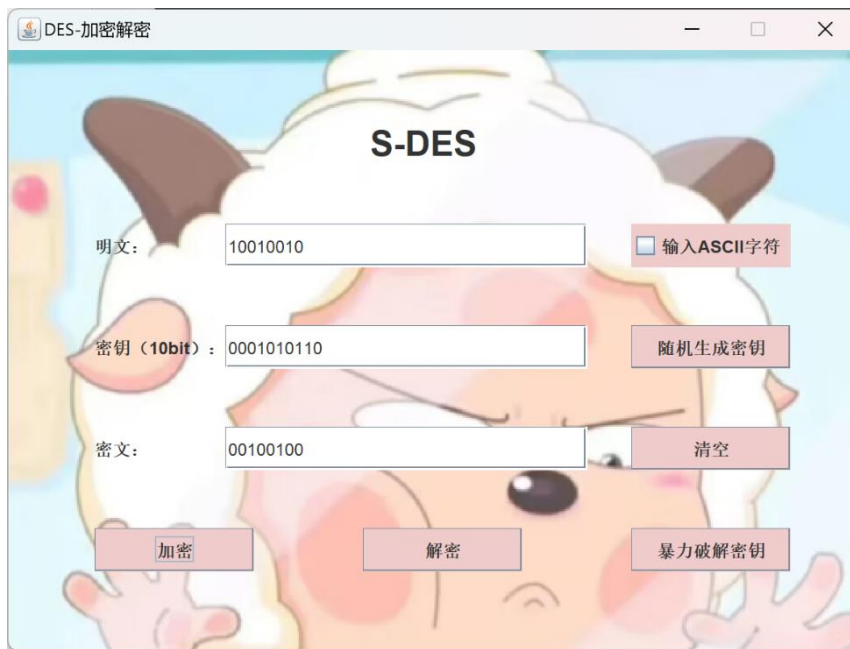 DES-加密解密
S-DES
明文： 10010010 输入ASCII字符
密钥（10bit）： 0001010110 随机生成密钥
密文： 00100100 清空
加密 解密 暴力破解密钥